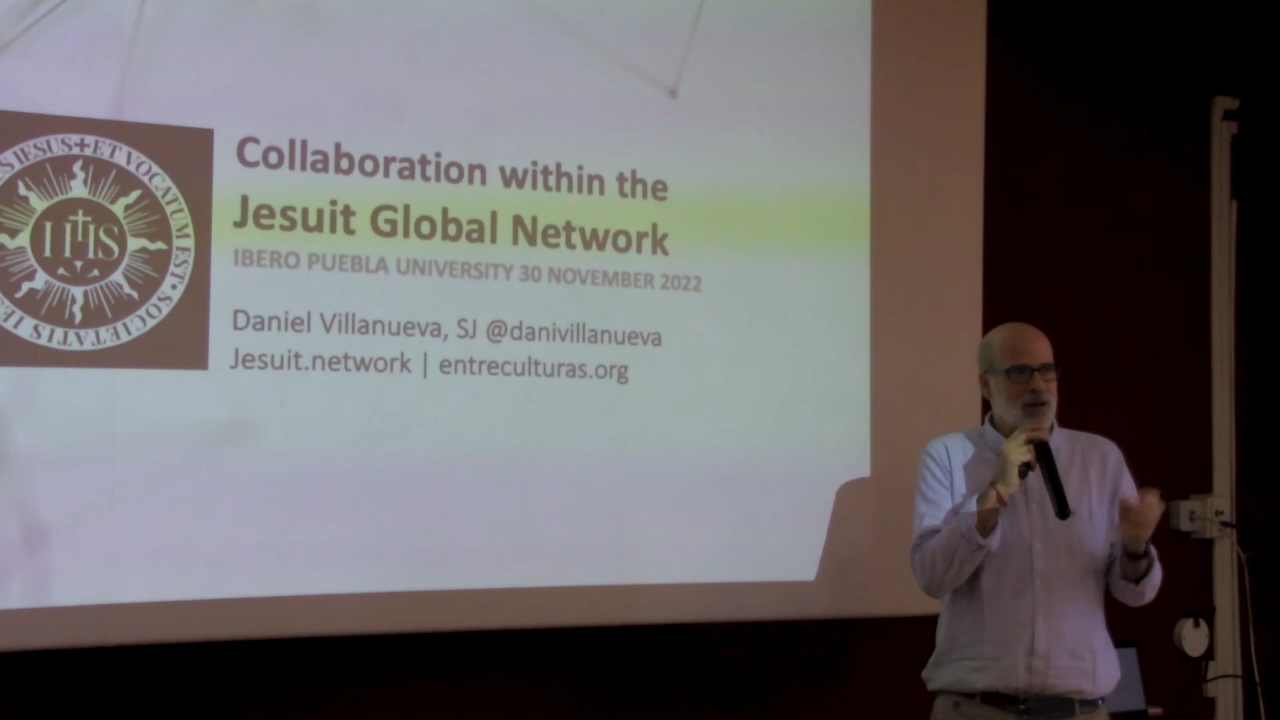 S IESUS+ET VOCATUM EST·SOCIETATIS IES
IHS
Collaboration within the
Jesuit Global Network
IBERO PUEBLA UNIVERSITY 30 NOVEMBER 2022
Daniel Villanueva, SJ @danivillanueva
Jesuit.network | entreculturas.org